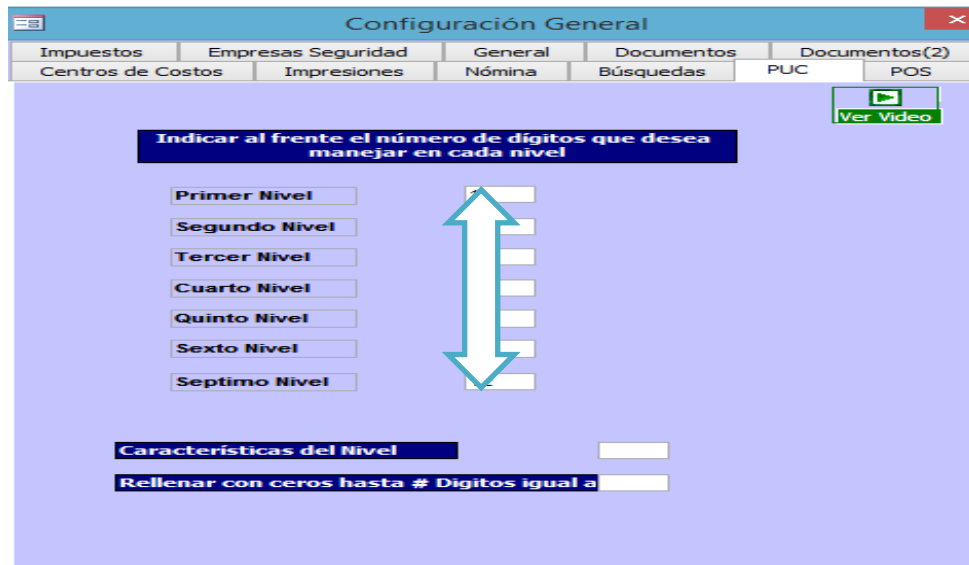 Configuración General
Impuestos Empresas Seguridad General Documentos Documentos(2)
Centros de Costos Impresiones Nómina Búsquedas PUC POS
Ver Video
Indicar al frente el número de dígitos que desea
manejar en cada nivel
Primer Nivel
Segundo Nivel
Tercer Nivel
Cuarto Nivel
Quinto Nivel
Sexto Nivel
Septimo Nivel
Características del Nivel
Rellenar con ceros hasta # Digitos igual a